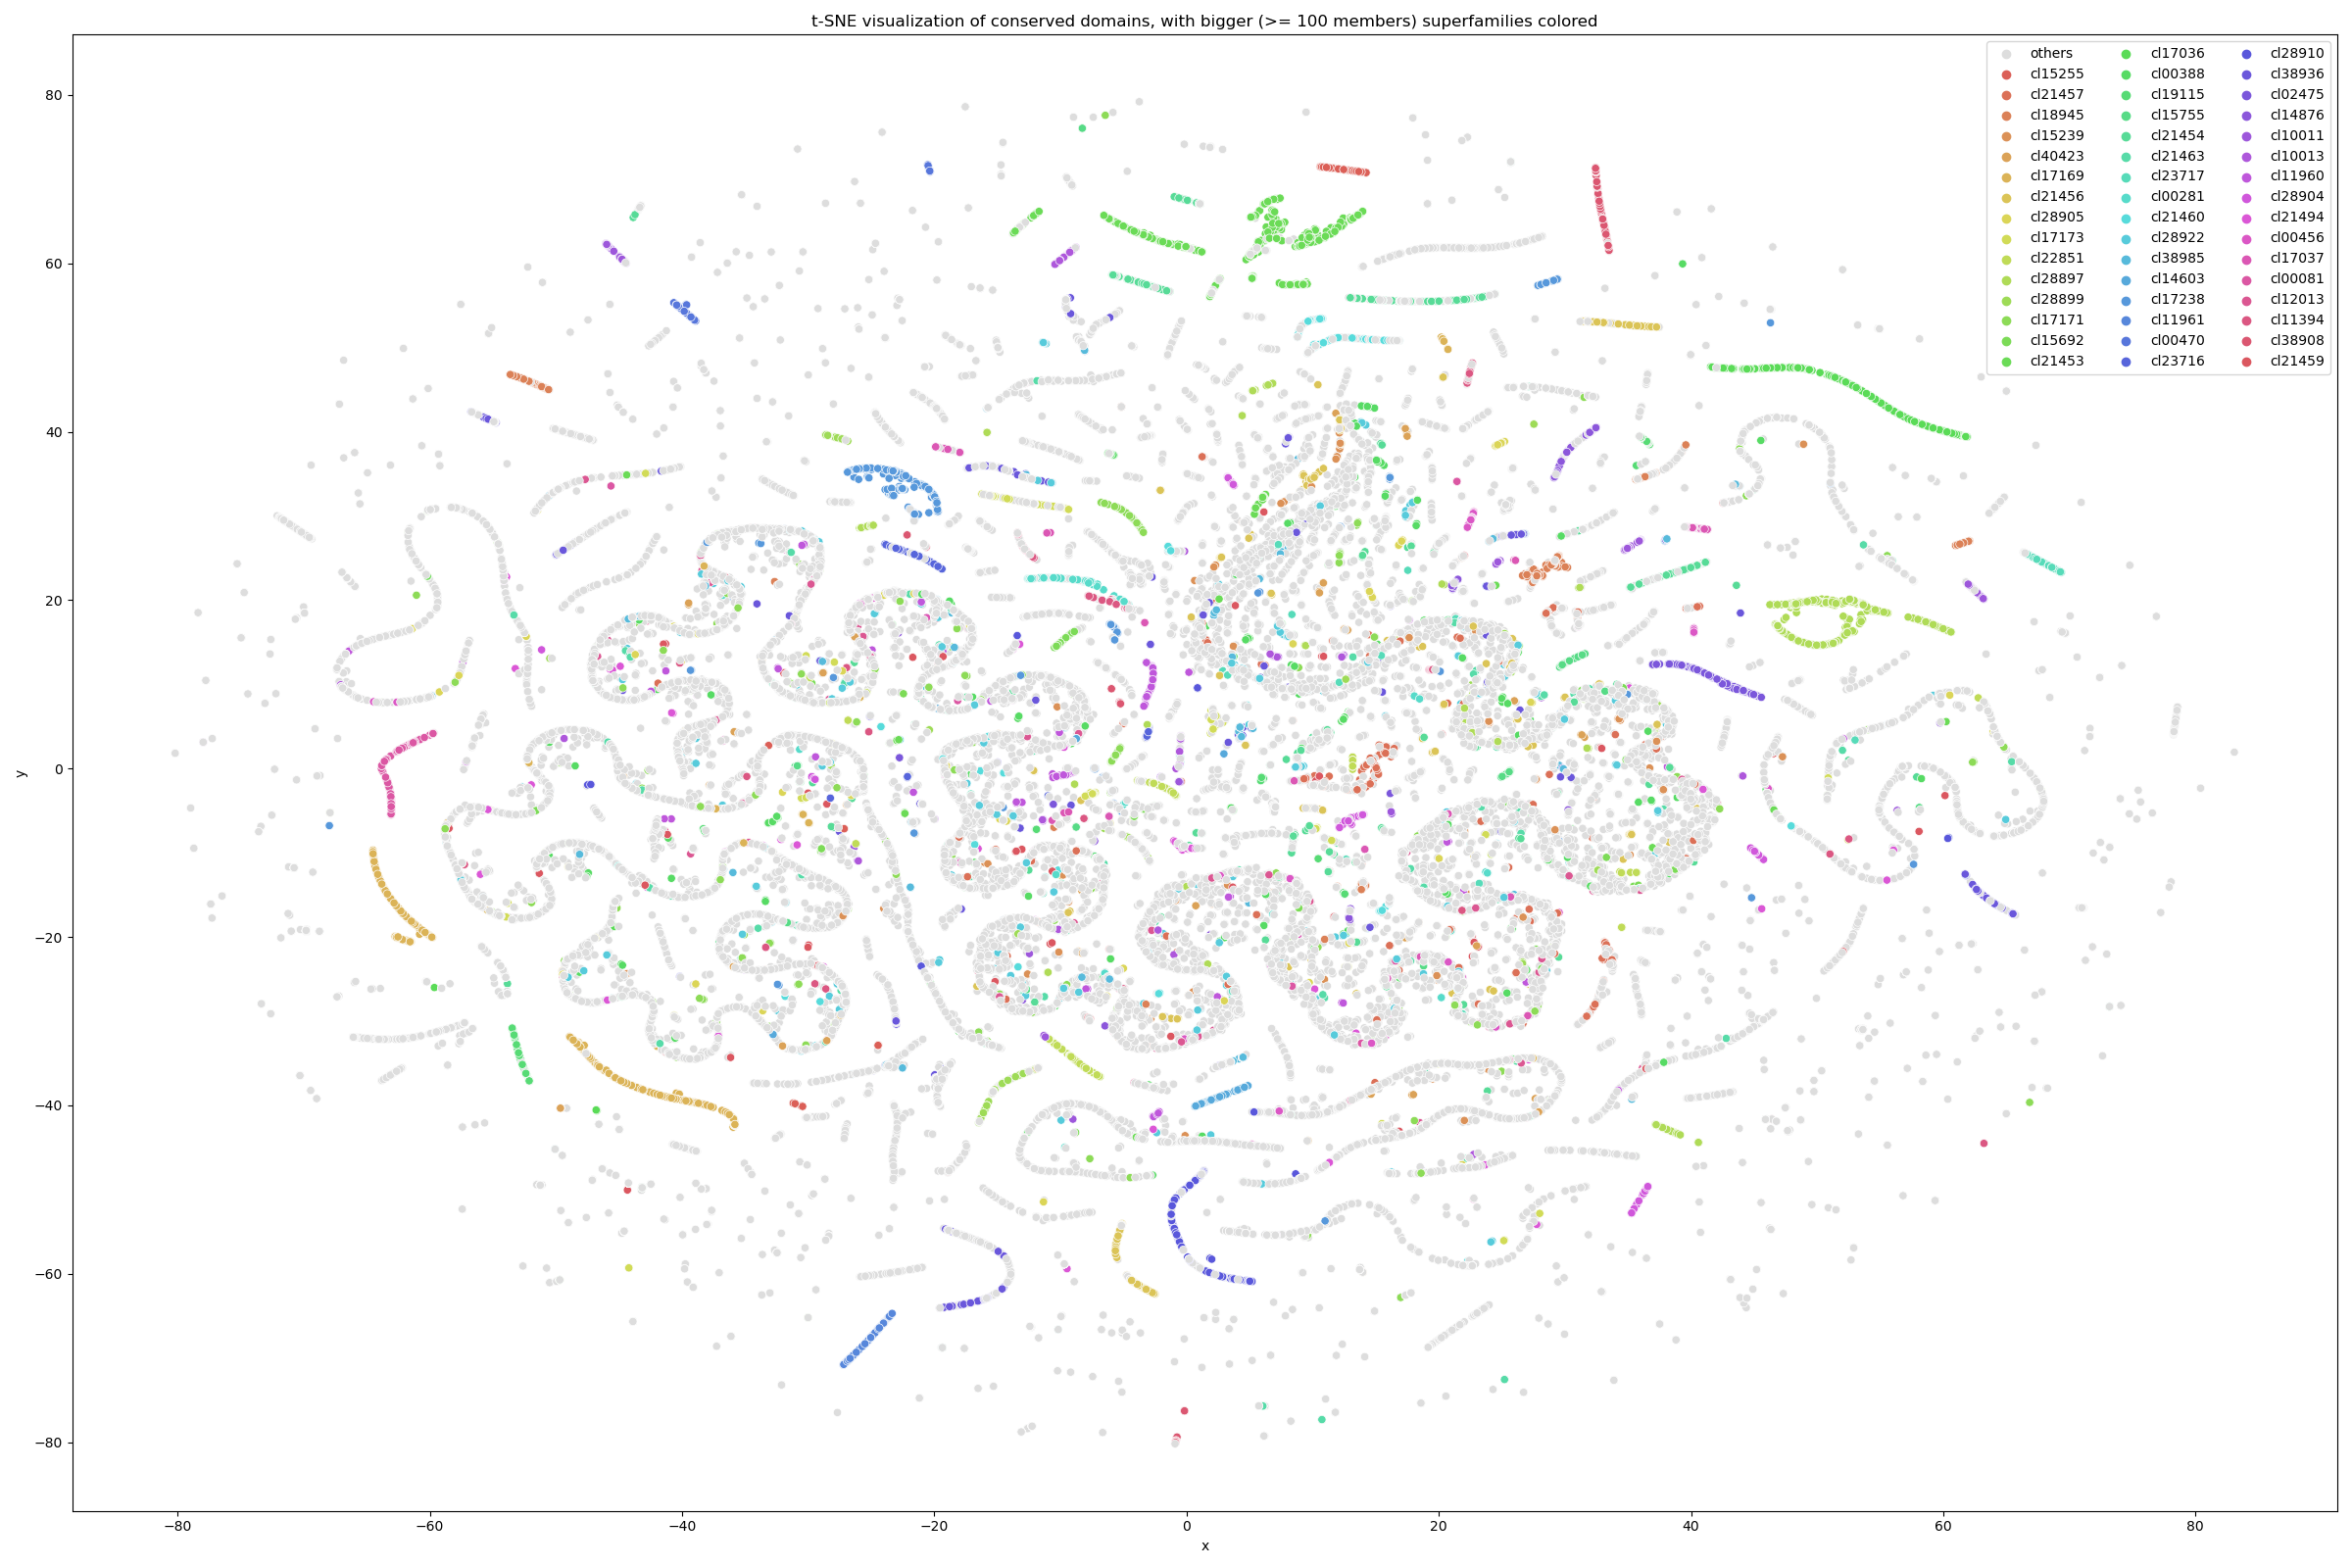 t-SNE visualization of conserved domains, with bigger (>= 100 members) superfamilies colored
others
cl15255
cl21457
cl18945
cl15239
cl40423
cl17169
cl21456
cl28905
cl17173
cl22851
cl28897
cl28899
cl17171
cl15692
cl21453
cl17036
cl00388
cl19115
cl15755
cl21454
cl21463
cl23717
cl00281
cl21460
cl28922
cl38985
cl14603
cl17238
cl11961
cl00470
cl23716
cl28910
cl38936
cl02475
cl14876
cl10011
cl10013
cl11960
cl28904
cl21494
cl00456
cl17037
cl00081
cl12013
cl11394
cl38908
cl21459
80
60
40
20
0
−20
−40
−60
−80
y
−80 −60 −40 −20 0 20 40 60 80
x